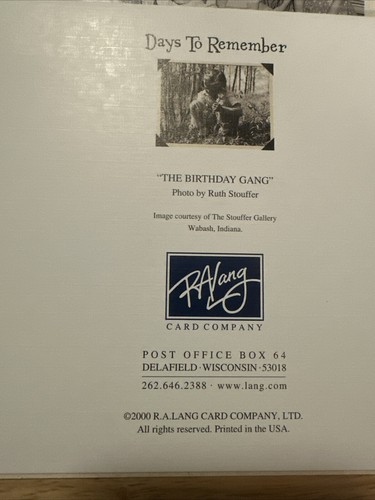 Days To Remember
"THE BIRTHDAY GANG"
Photo by Ruth Stouffer
Image courtesy of The Stouffer Gallery
Wabash, Indiana.
RA Lang
CARD COMPANY
POST OFFICE BOX 64
DELAFIELD · WISCONSIN · 53018
262.646.2388 · www.lang.com
©2000 R.A.LANG CARD COMPANY, LTD.
All rights reserved. Printed in the USA.